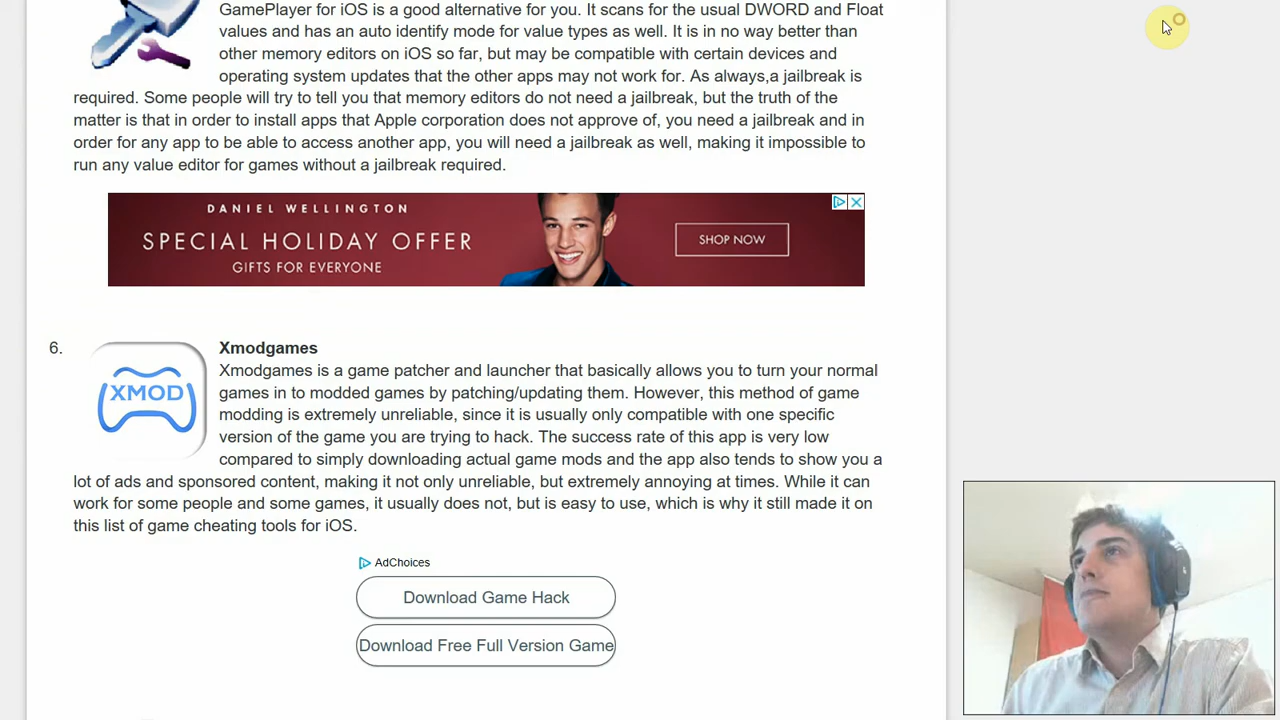 GamePlayer for iOS is a good alternative for you. It scans for the usual DWORD and Float
values and has an auto identify mode for value types as well. It is in no way better than
other memory editors on iOS so far, but may be compatible with certain devices and
operating system updates that the other apps may not work for. As always,a jailbreak is
required. Some people will try to tell you that memory editors do not need a jailbreak, but the truth of the
matter is that in order to install apps that Apple corporation does not approve of, you need a jailbreak and in
order for any app to be able to access another app, you will need a jailbreak as well, making it impossible to
run any value editor for games without a jailbreak required.
DANIEL WELLINGTON
SPECIAL HOLIDAY OFFER
GIFTS FOR EVERYONE
SHOP NOW
6.
XMOD
Xmodgames
Xmodgames is a game patcher and launcher that basically allows you to turn your normal
games in to modded games by patching/updating them. However, this method of game
modding is extremely unreliable, since it is usually only compatible with one specific
version of the game you are trying to hack. The success rate of this app is very low
compared to simply downloading actual game mods and the app also tends to show you a
lot of ads and sponsored content, making it not only unreliable, but extremely annoying at times. While it can
work for some people and some games, it usually does not, but is easy to use, which is why it still made it on
this list of game cheating tools for iOS.
AdChoices
Download Game Hack
Download Free Full Version Game